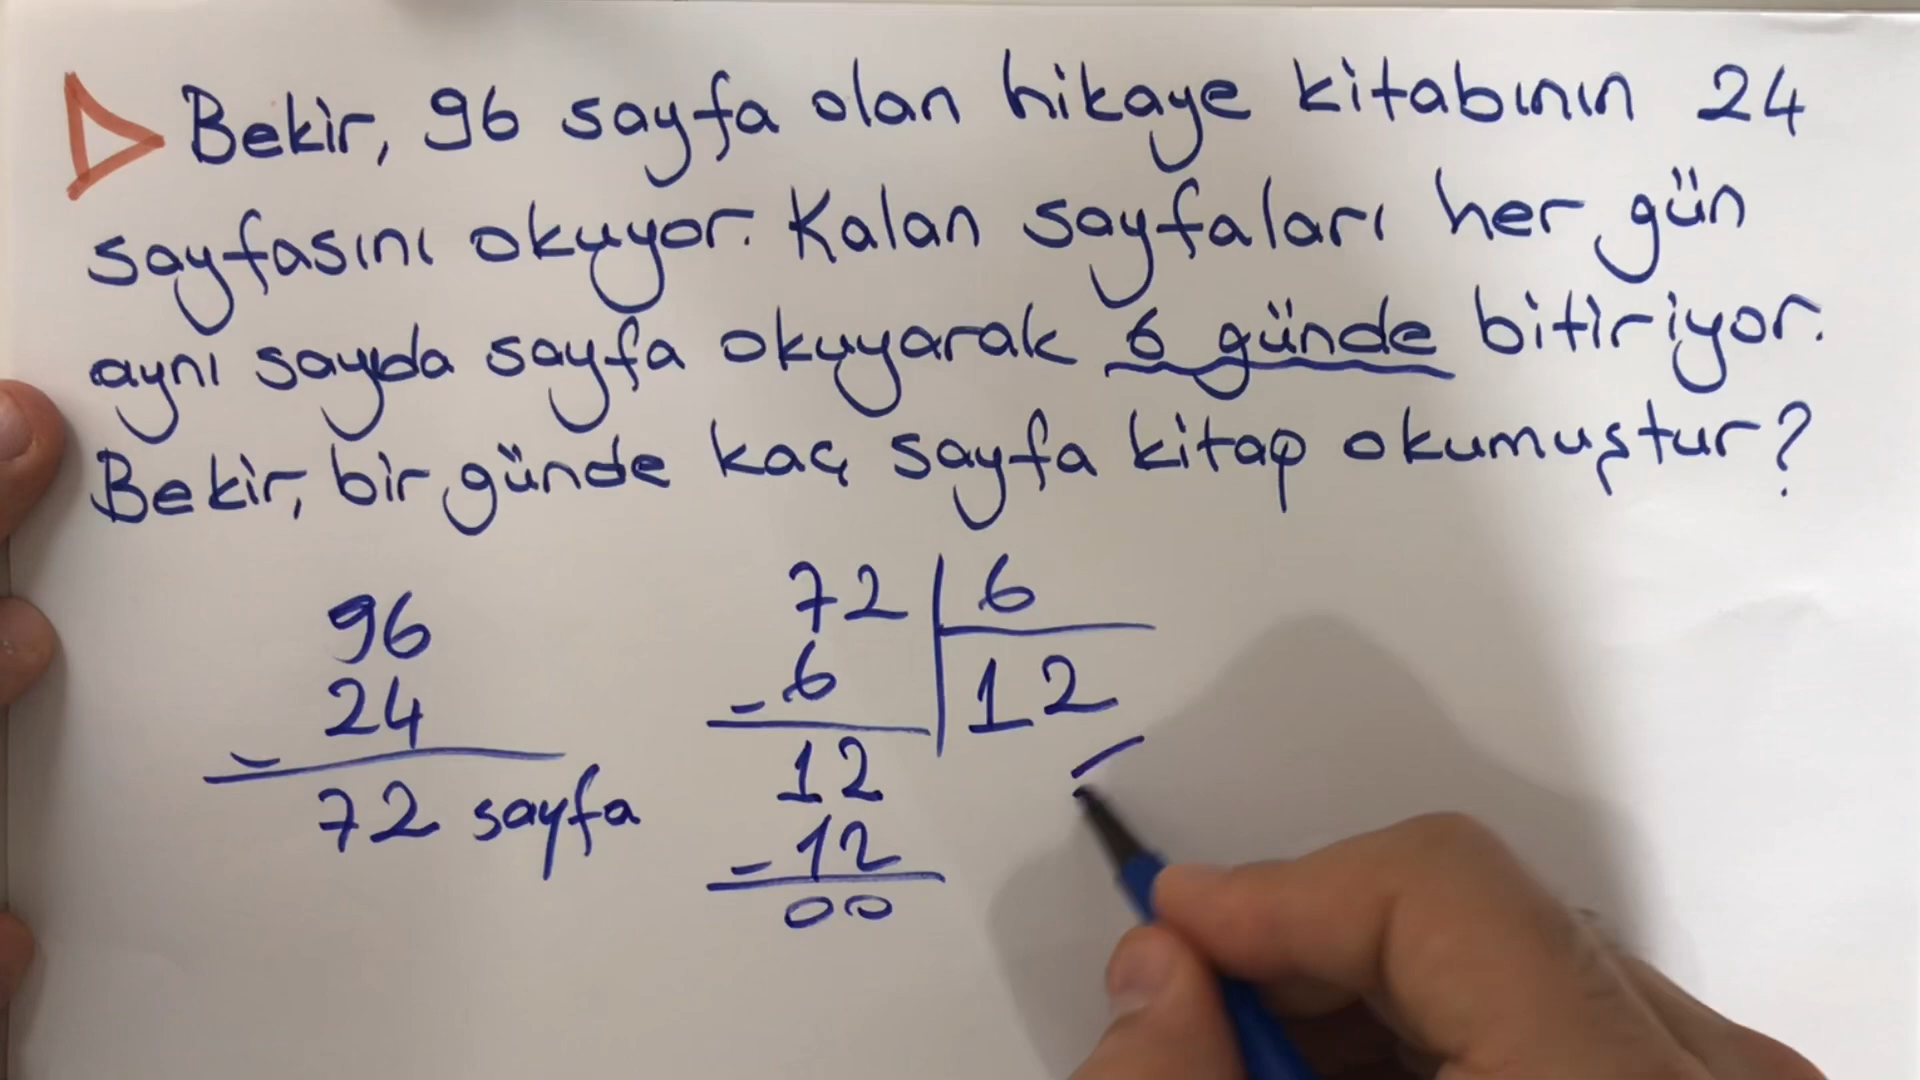 Bekir, 96 sayfa olan hikaye kitabının 24
sayfasını okuyor. Kalan sayfaları her gün
aynı sayıda sayfa okuyarak 6 günde bitiriyor.
Bekir, bir günde kaç sayfa kitap okumuştur?
96
24
-
72 sayfa
72 | 6
- 6 | 12
12
- 12
00